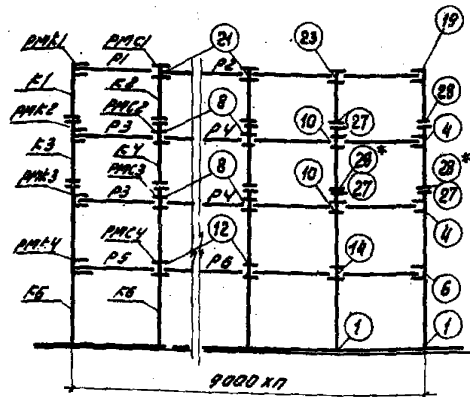 РМК1 РМС1 21 23 19
Р1 Р2
К1 К2 28
РМК2 РМС2 8 10 27 4
Р3 Р4
К3 К4 28* 28*
РМК3 РМС3 8 10 27 27
Р3 Р4 4
РМК4 РМС4 12 14
Р5 Р6 6
К5 К6 1 1
9000 хп